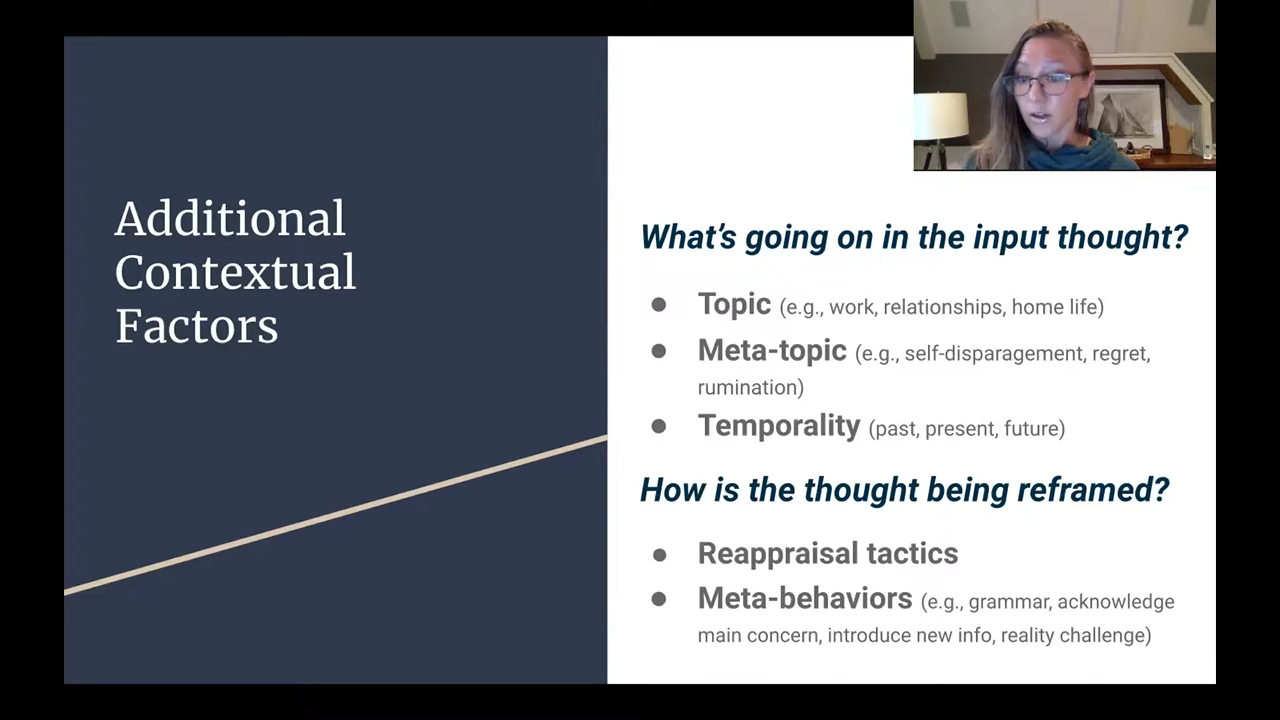 Additional
Contextual
Factors
What's going on in the input thought?
● Topic (e.g., work, relationships, home life)
● Meta-topic (e.g., self-disparagement, regret,
rumination)
● Temporality (past, present, future)
How is the thought being reframed?
● Reappraisal tactics
● Meta-behaviors (e.g., grammar, acknowledge
main concern, introduce new info, reality challenge)